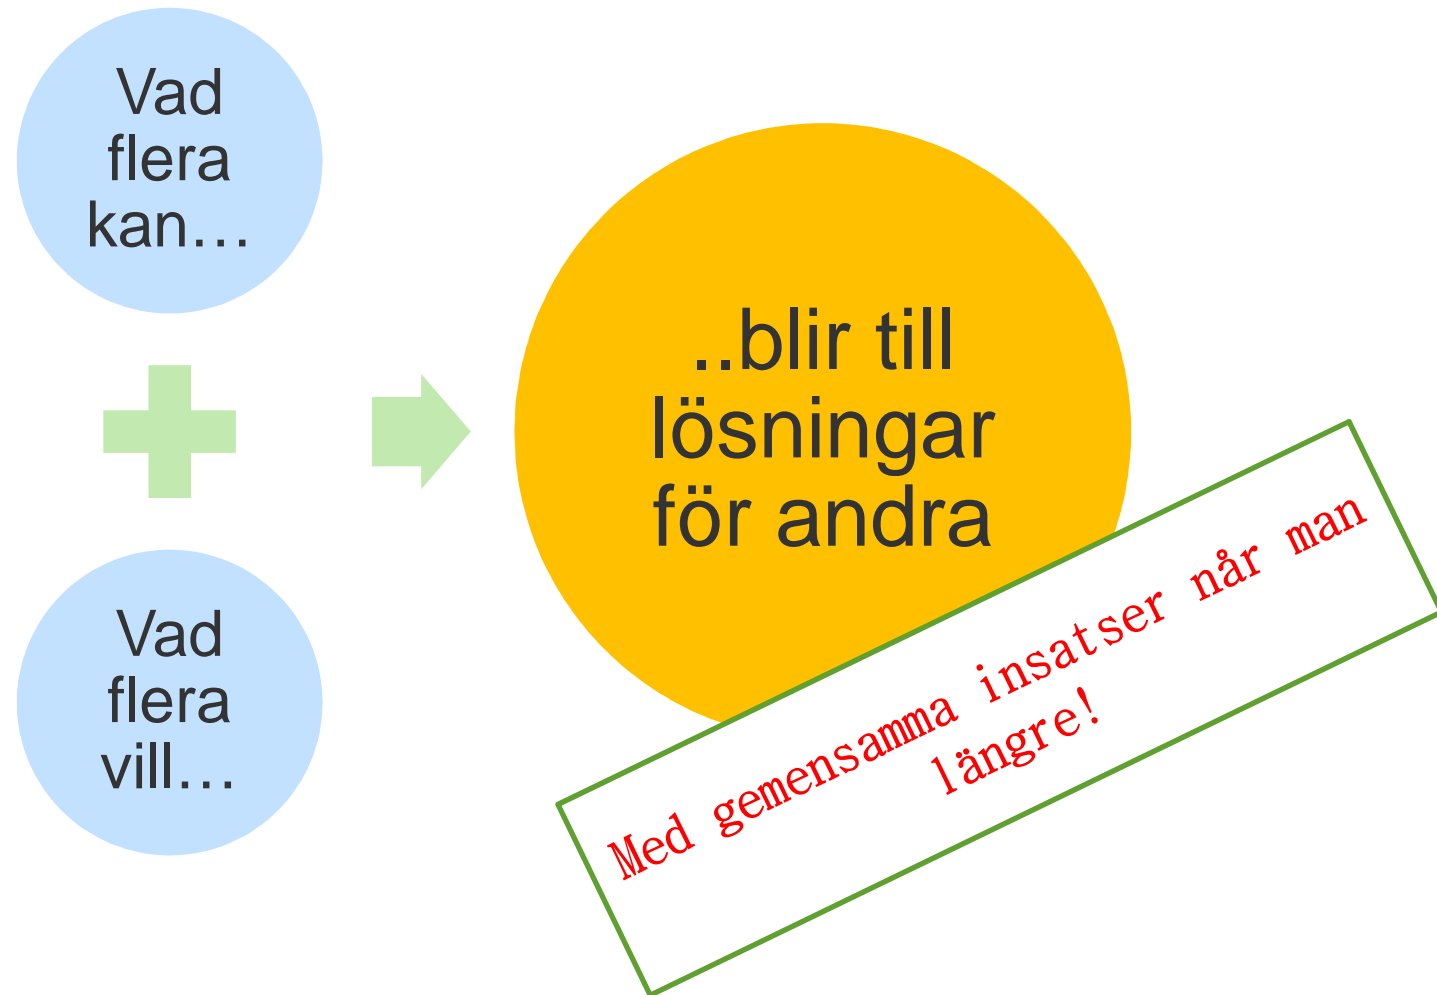 Vad
flera
kan…
Vad
flera
vill…
..blir till
lösningar
för andra
Med gemensamma insatser når man
längre!